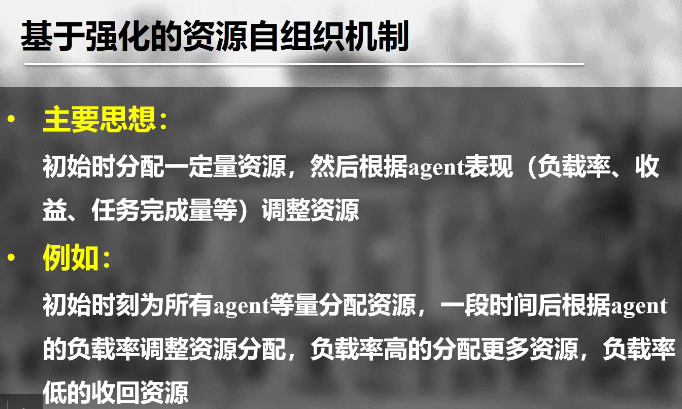 基于强化的资源自组织机制
• 主要思想：
初始时分配一定量资源，然后根据agent表现（负载率、收
益、任务完成量等）调整资源
• 例如：
初始时刻为所有agent等量分配资源，一段时间后根据agent
的负载率调整资源分配，负载率高的分配更多资源，负载率
低的收回资源